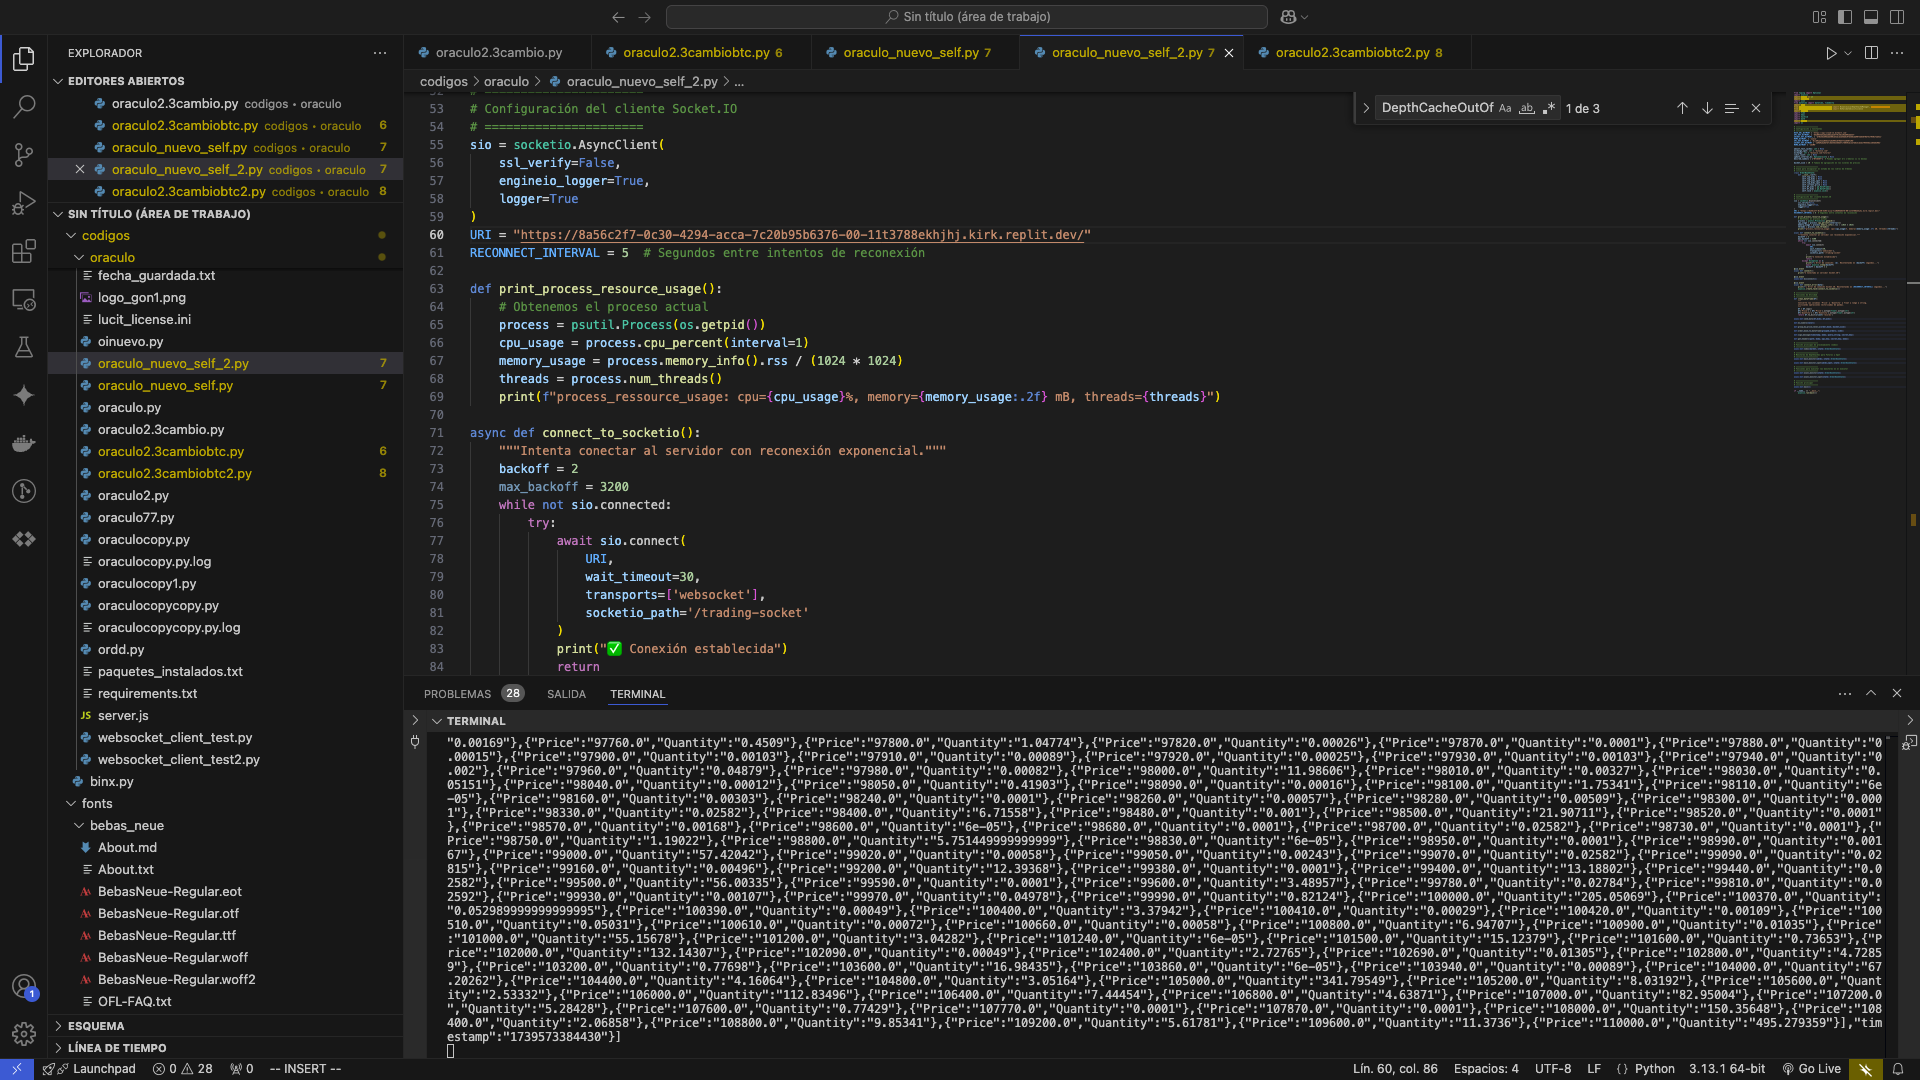 Sin título (área de trabajo)
EXPLORADOR
EDITORES ABIERTOS
oraculo2.3cambio.py codigos • oraculo
oraculo2.3cambiobtc.py codigos • oraculo 6
oraculo_nuevo_self.py codigos • oraculo 7
oraculo_nuevo_self_2.py codigos • oraculo 7
oraculo2.3cambiobtc2.py codigos • oraculo 8
SIN TÍTULO (ÁREA DE TRABAJO)
codigos
oraculo
fecha_guardada.txt
logo_gon1.png
lucit_license.ini
oinuevo.py
oraculo_nuevo_self_2.py 7
oraculo_nuevo_self.py 7
oraculo.py
oraculo2.3cambio.py
oraculo2.3cambiobtc.py 6
oraculo2.3cambiobtc2.py 8
oraculo2.py
oraculo77.py
oraculocopy.py
oraculocopy.py.log
oraculocopy1.py
oraculocopycopy.py
oraculocopycopy.py.log
ordd.py
paquetes_instalados.txt
requirements.txt
JS server.js
websocket_client_test.py
websocket_client_test2.py
binx.py
fonts
bebas_neue
About.md
About.txt
BebasNeue-Regular.eot
BebasNeue-Regular.otf
BebasNeue-Regular.ttf
BebasNeue-Regular.woff
BebasNeue-Regular.woff2
OFL-FAQ.txt
ESQUEMA
LÍNEA DE TIEMPO
1
oraculo2.3cambio.py
oraculo2.3cambiobtc.py 6
oraculo_nuevo_self.py 7
oraculo_nuevo_self_2.py 7
oraculo2.3cambiobtc2.py 8
codigos > oraculo > oraculo_nuevo_self_2.py > ...
DepthCacheOutOf Aa ab .* 1 de 3
52 # ======================
53 # Configuración del cliente Socket.IO
54 # ======================
55 sio = socketio.AsyncClient(
56 ssl_verify=False,
57 engineio_logger=True,
58 logger=True
59 )
60 URI = "https://8a56c2f7-0c30-4294-acca-7c20b95b6376-00-11t3788ekhjhj.kirk.replit.dev/"
61 RECONNECT_INTERVAL = 5 # Segundos entre intentos de reconexión
62
63 def print_process_resource_usage():
64 # Obtenemos el proceso actual
65 process = psutil.Process(os.getpid())
66 cpu_usage = process.cpu_percent(interval=1)
67 memory_usage = process.memory_info().rss / (1024 * 1024)
68 threads = process.num_threads()
69 print(f"process_ressource_usage: cpu={cpu_usage}%, memory={memory_usage:.2f} mB, threads={threads}")
70
71 async def connect_to_socketio():
72 """Intenta conectar al servidor con reconexión exponencial."""
73 backoff = 2
74 max_backoff = 3200
75 while not sio.connected:
76 try:
77 await sio.connect(
78 URI,
79 wait_timeout=30,
80 transports=['websocket'],
81 socketio_path='/trading-socket'
82 )
83 print("✅ Conexión establecida")
84 return
PROBLEMAS 28 SALIDA TERMINAL
TERMINAL
"0.00169"},{"Price":"97760.0","Quantity":"0.4509"},{"Price":"97800.0","Quantity":"1.04774"},{"Price":"97820.0","Quantity":"0.00026"},{"Price":"97870.0","Quantity":"0.0001"},{"Price":"97880.0","Quantity":"0
.00015"},{"Price":"97900.0","Quantity":"0.00103"},{"Price":"97910.0","Quantity":"0.00089"},{"Price":"97920.0","Quantity":"0.00025"},{"Price":"97930.0","Quantity":"0.00103"},{"Price":"97940.0","Quantity":"0
.002"},{"Price":"97960.0","Quantity":"0.04879"},{"Price":"97980.0","Quantity":"0.00082"},{"Price":"98000.0","Quantity":"11.98606"},{"Price":"98010.0","Quantity":"0.00327"},{"Price":"98030.0","Quantity":"0.
05151"},{"Price":"98040.0","Quantity":"0.00012"},{"Price":"98050.0","Quantity":"0.41903"},{"Price":"98090.0","Quantity":"0.00016"},{"Price":"98100.0","Quantity":"1.75341"},{"Price":"98110.0","Quantity":"6e
-05"},{"Price":"98160.0","Quantity":"0.00303"},{"Price":"98240.0","Quantity":"0.0001"},{"Price":"98260.0","Quantity":"0.00057"},{"Price":"98280.0","Quantity":"0.00509"},{"Price":"98300.0","Quantity":"0.000
1"},{"Price":"98330.0","Quantity":"0.02582"},{"Price":"98400.0","Quantity":"6.71558"},{"Price":"98480.0","Quantity":"0.001"},{"Price":"98500.0","Quantity":"21.90711"},{"Price":"98520.0","Quantity":"0.0001"
},{"Price":"98570.0","Quantity":"0.00168"},{"Price":"98600.0","Quantity":"6e-05"},{"Price":"98680.0","Quantity":"0.0001"},{"Price":"98700.0","Quantity":"0.02582"},{"Price":"98730.0","Quantity":"0.0001"},{"
Price":"98750.0","Quantity":"1.19022"},{"Price":"98800.0","Quantity":"5.751449999999999"},{"Price":"98830.0","Quantity":"6e-05"},{"Price":"98950.0","Quantity":"0.0001"},{"Price":"98990.0","Quantity":"0.001
67"},{"Price":"99000.0","Quantity":"57.42042"},{"Price":"99020.0","Quantity":"0.00058"},{"Price":"99050.0","Quantity":"0.00243"},{"Price":"99070.0","Quantity":"0.02582"},{"Price":"99090.0","Quantity":"0.0
2815"},{"Price":"99160.0","Quantity":"0.00496"},{"Price":"99200.0","Quantity":"12.39368"},{"Price":"99380.0","Quantity":"0.0001"},{"Price":"99400.0","Quantity":"13.18802"},{"Price":"99440.0","Quantity":"0.0
2582"},{"Price":"99500.0","Quantity":"56.00335"},{"Price":"99590.0","Quantity":"0.0001"},{"Price":"99600.0","Quantity":"3.48957"},{"Price":"99780.0","Quantity":"0.02784"},{"Price":"99810.0","Quantity":"0.0
2592"},{"Price":"99930.0","Quantity":"0.00107"},{"Price":"99970.0","Quantity":"0.04978"},{"Price":"99990.0","Quantity":"0.82124"},{"Price":"100000.0","Quantity":"205.05069"},{"Price":"100370.0","Quantity":
"0.052989999999999995"},{"Price":"100390.0","Quantity":"0.00049"},{"Price":"100400.0","Quantity":"3.37942"},{"Price":"100410.0","Quantity":"0.00029"},{"Price":"100420.0","Quantity":"0.00109"},{"Price":"100
510.0","Quantity":"0.05031"},{"Price":"100610.0","Quantity":"0.00072"},{"Price":"100660.0","Quantity":"0.00058"},{"Price":"100800.0","Quantity":"6.94707"},{"Price":"100900.0","Quantity":"0.01035"},{"Price"
:"101000.0","Quantity":"55.15678"},{"Price":"101200.0","Quantity":"3.04282"},{"Price":"101240.0","Quantity":"6e-05"},{"Price":"101500.0","Quantity":"15.12379"},{"Price":"101600.0","Quantity":"0.73653"},{"P
rice":"102000.0","Quantity":"132.14307"},{"Price":"102090.0","Quantity":"0.00049"},{"Price":"102400.0","Quantity":"2.72765"},{"Price":"102690.0","Quantity":"0.01305"},{"Price":"102800.0","Quantity":"4.7285
9"},{"Price":"103200.0","Quantity":"0.77698"},{"Price":"103600.0","Quantity":"16.98435"},{"Price":"103860.0","Quantity":"6e-05"},{"Price":"103940.0","Quantity":"0.00089"},{"Price":"104000.0","Quantity":"67
.20262"},{"Price":"104400.0","Quantity":"4.16064"},{"Price":"104800.0","Quantity":"3.05164"},{"Price":"105000.0","Quantity":"341.79549"},{"Price":"105200.0","Quantity":"8.03192"},{"Price":"105600.0","Quant
ity":"2.53332"},{"Price":"106000.0","Quantity":"112.83496"},{"Price":"106400.0","Quantity":"7.44454"},{"Price":"106800.0","Quantity":"4.63871"},{"Price":"107000.0","Quantity":"82.95004"},{"Price":"107200.0
","Quantity":"5.28428"},{"Price":"107600.0","Quantity":"0.77429"},{"Price":"107770.0","Quantity":"0.0001"},{"Price":"107870.0","Quantity":"0.0001"},{"Price":"108000.0","Quantity":"150.35648"},{"Price":"108
400.0","Quantity":"2.06858"},{"Price":"108800.0","Quantity":"9.85341"},{"Price":"109200.0","Quantity":"5.61781"},{"Price":"109600.0","Quantity":"11.3736"},{"Price":"110000.0","Quantity":"495.279359"}],"tim
estamp":"1739573384430"}]
Launchpad 0 28 0 -- INSERT -- Lín. 60, col. 86 Espacios: 4 UTF-8 LF {} Python 3.13.1 64-bit Go Live